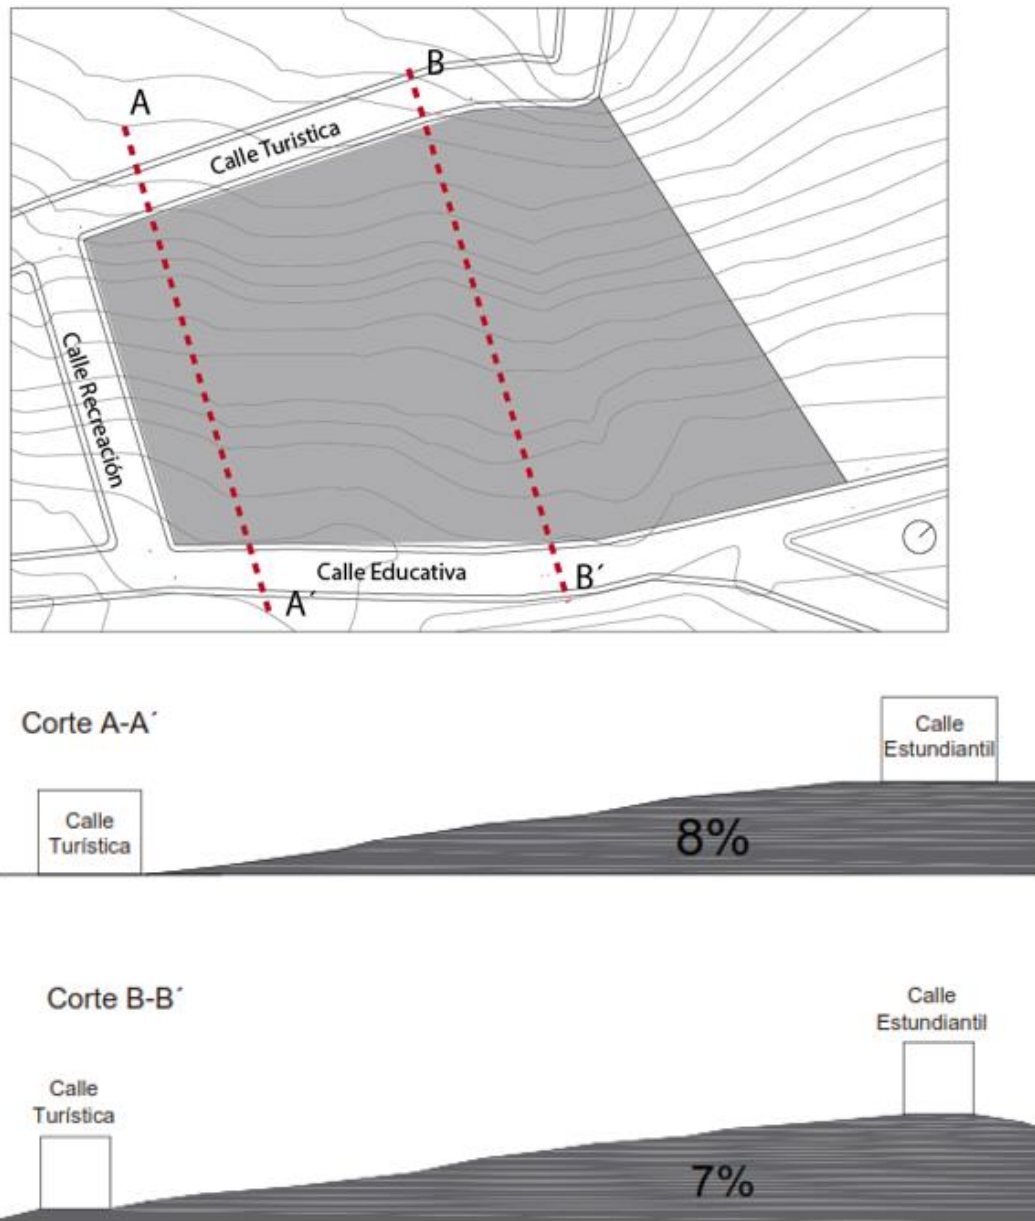 B
A
Calle Turistica
Calle Recreación
Calle Educativa
B´
A´
Corte A-A´
Calle
Estundiantil
Calle
Turística
8%
Corte B-B´
Calle
Estundiantil
Calle
Turística
7%